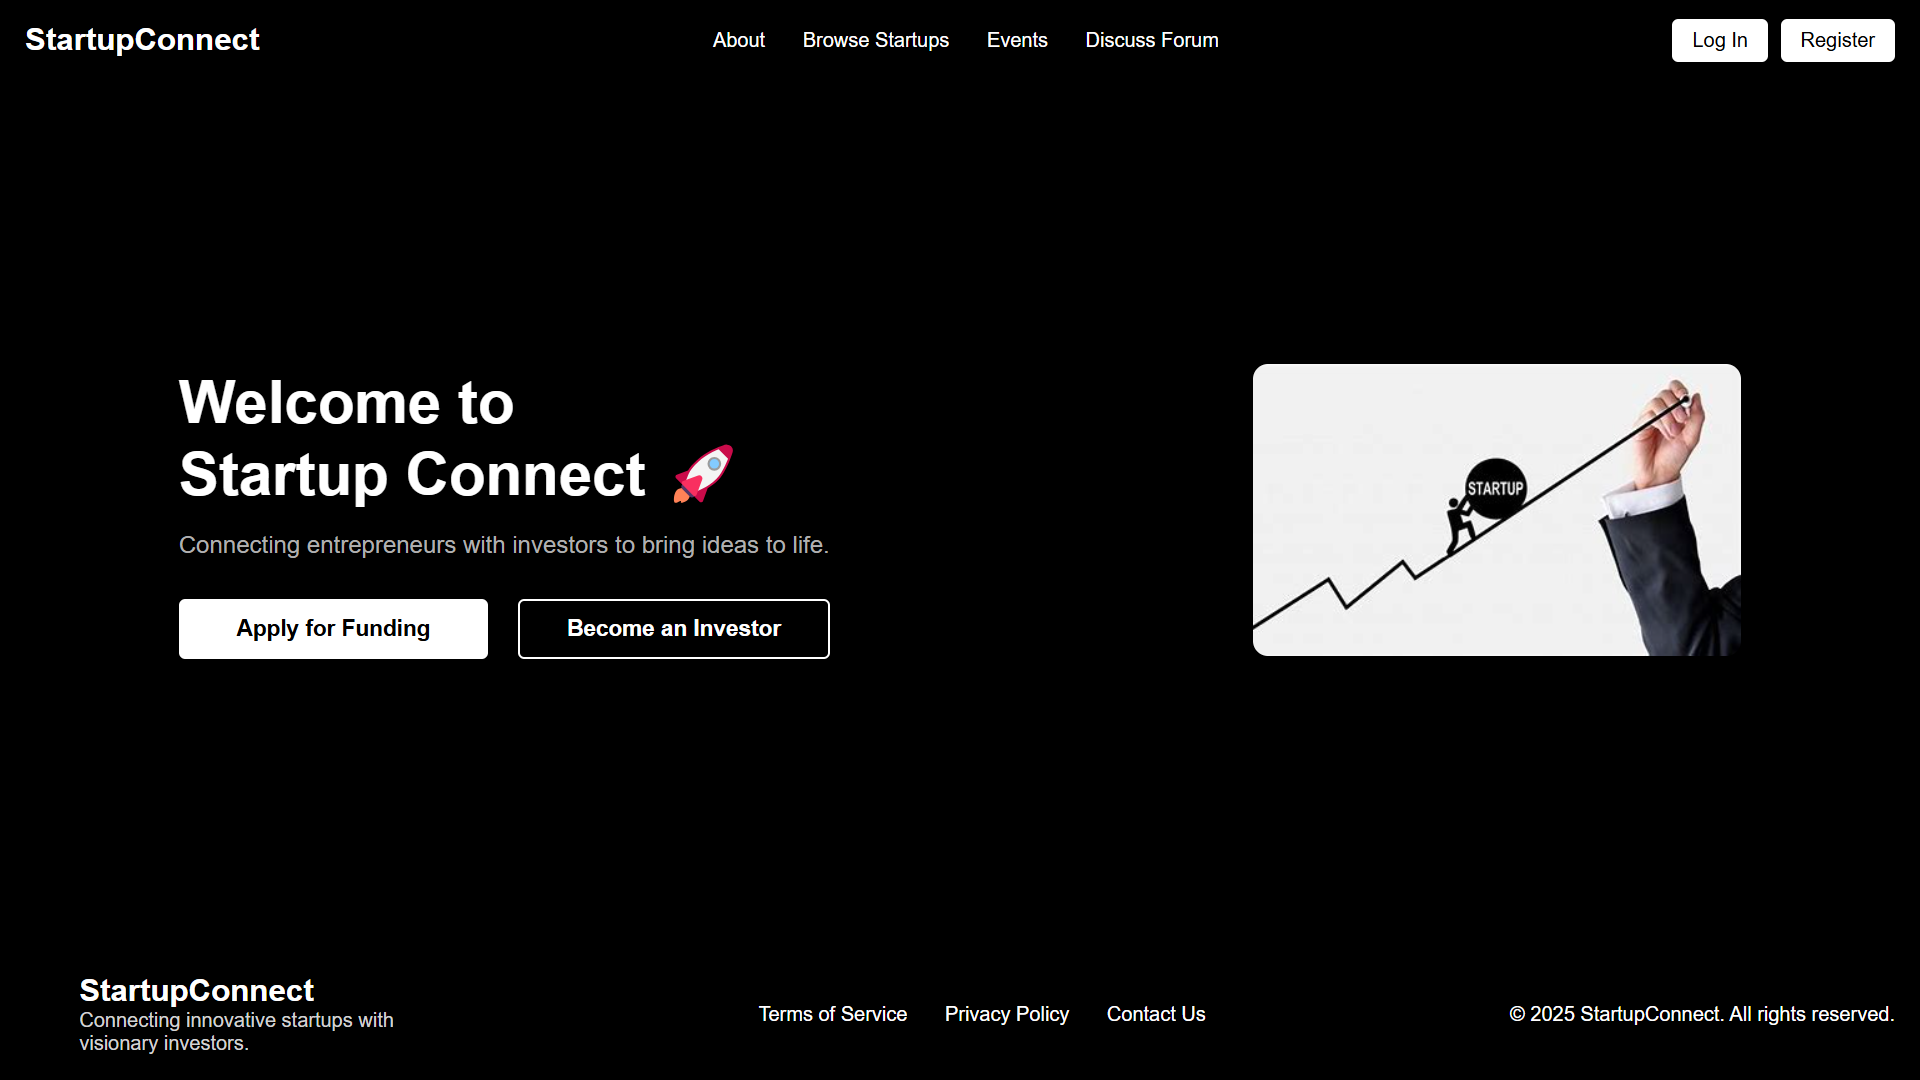 StartupConnect
About
Browse Startups
Events
Discuss Forum
Log In
Register
Welcome to
Startup Connect 🚀
Connecting entrepreneurs with investors to bring ideas to life.
Apply for Funding
Become an Investor
STARTUP
StartupConnect
Connecting innovative startups with
visionary investors.
Terms of Service
Privacy Policy
Contact Us
© 2025 StartupConnect. All rights reserved.